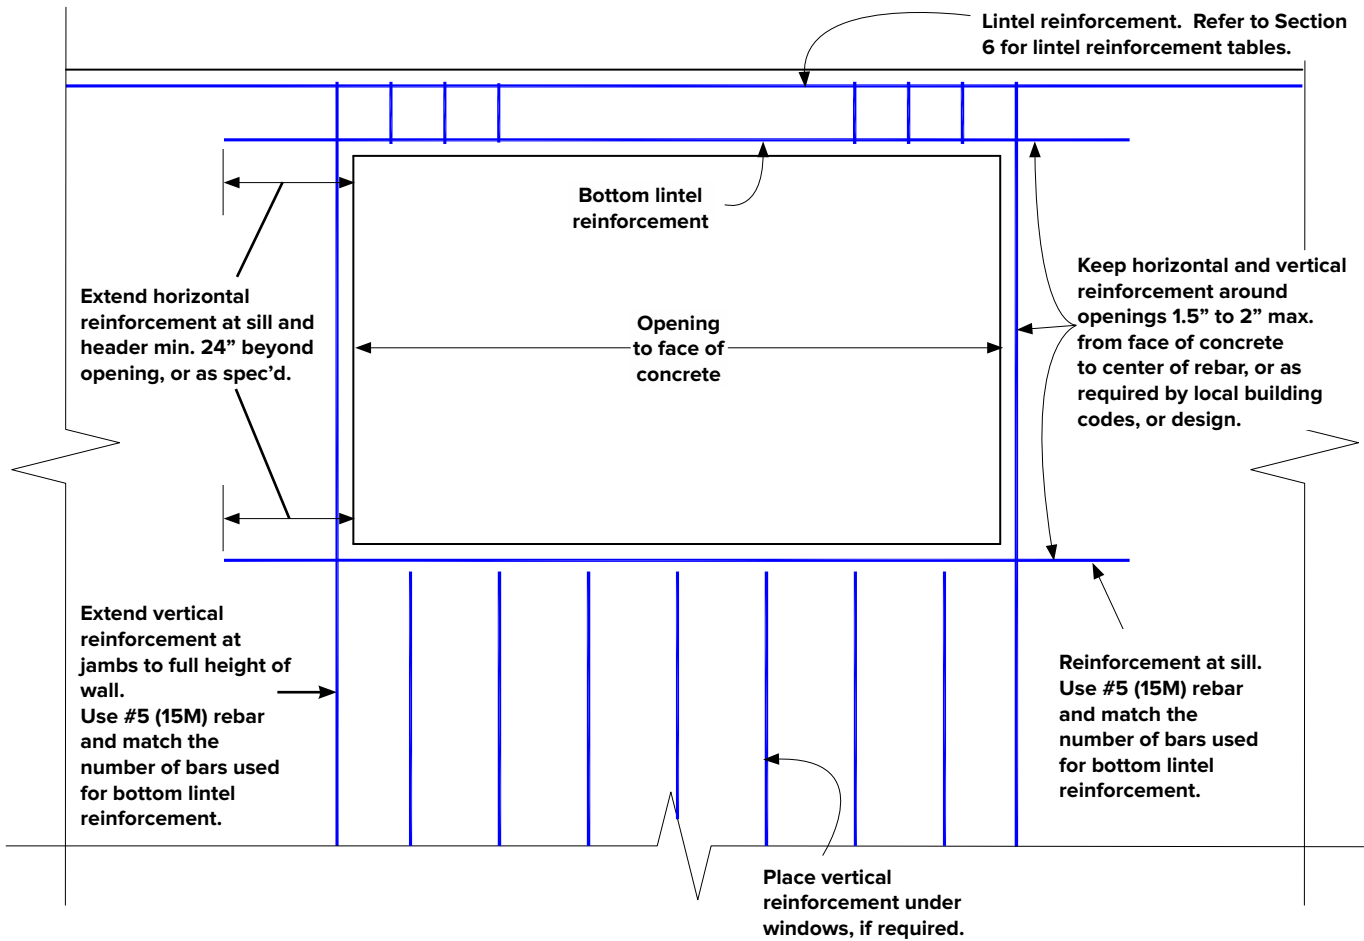 Lintel reinforcement.  Refer to Section
6 for lintel reinforcement tables.
Bottom lintel
reinforcement
Extend horizontal
reinforcement at sill and
header min. 24” beyond
opening, or as spec’d.
Opening
to face of
concrete
Keep horizontal and vertical
reinforcement around
openings 1.5” to 2” max.
from face of concrete
to center of rebar, or as
required by local building
codes, or design.
Extend vertical
reinforcement at
jambs to full height of
wall.
Use #5 (15M) rebar
and match the
number of bars used
for bottom lintel
reinforcement.
Reinforcement at sill.
Use #5 (15M) rebar
and match the
number of bars used
for bottom lintel
reinforcement.
Place vertical
reinforcement under
windows, if required.